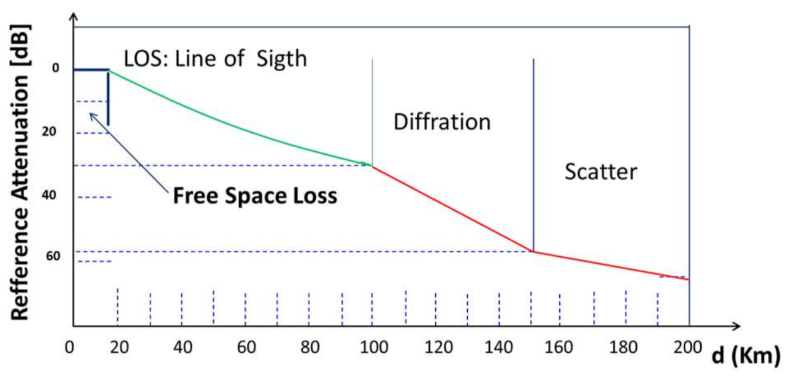 Refference Attenuation [dB]
LOS: Line of Sigth
0
Diffration
20
Scatter
Free Space Loss
40
60
0 20 40 60 80 100 120 140 160 180 200 d (Km)